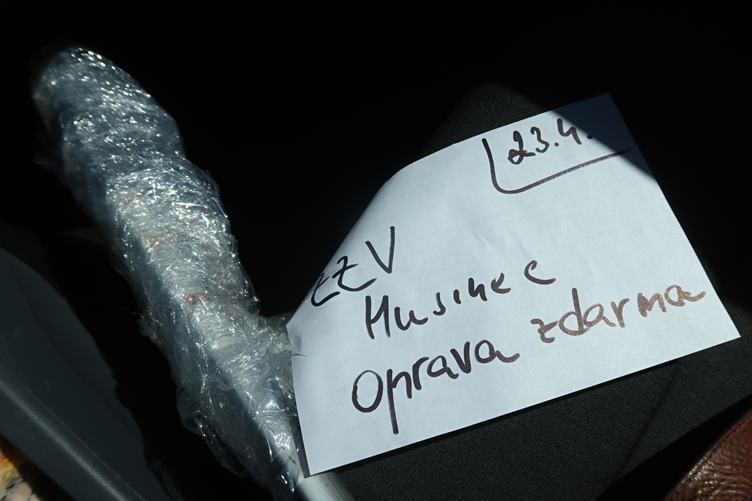 23.4.
ZZV
Husinec
Oprava zdarma